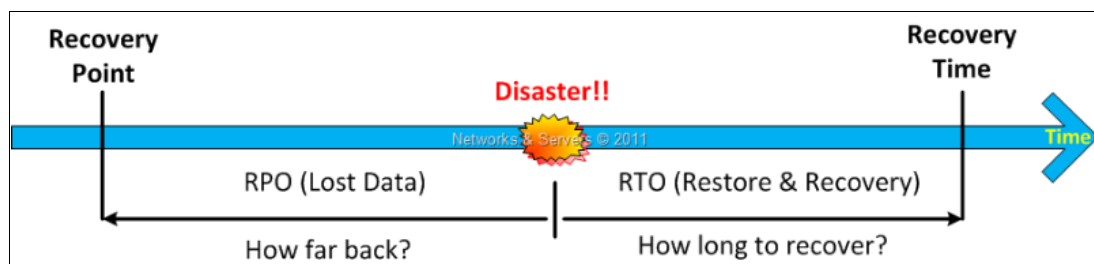 Recovery
Point
Recovery
Time
Disaster!!
Networks & Servers © 2011
Time
RPO (Lost Data)
RTO (Restore & Recovery)
How far back?
How long to recover?